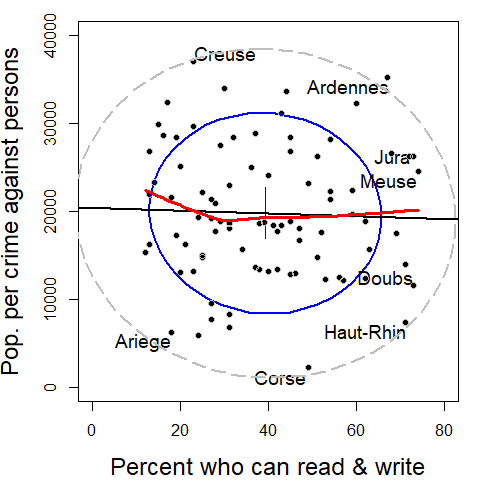 Pop. per crime against persons
40000
30000
20000
10000
0
Creuse
Ardennes
Jura
Meuse
Doubs
Haut-Rhin
Ariege
Corse
0 20 40 60 80
Percent who can read & write